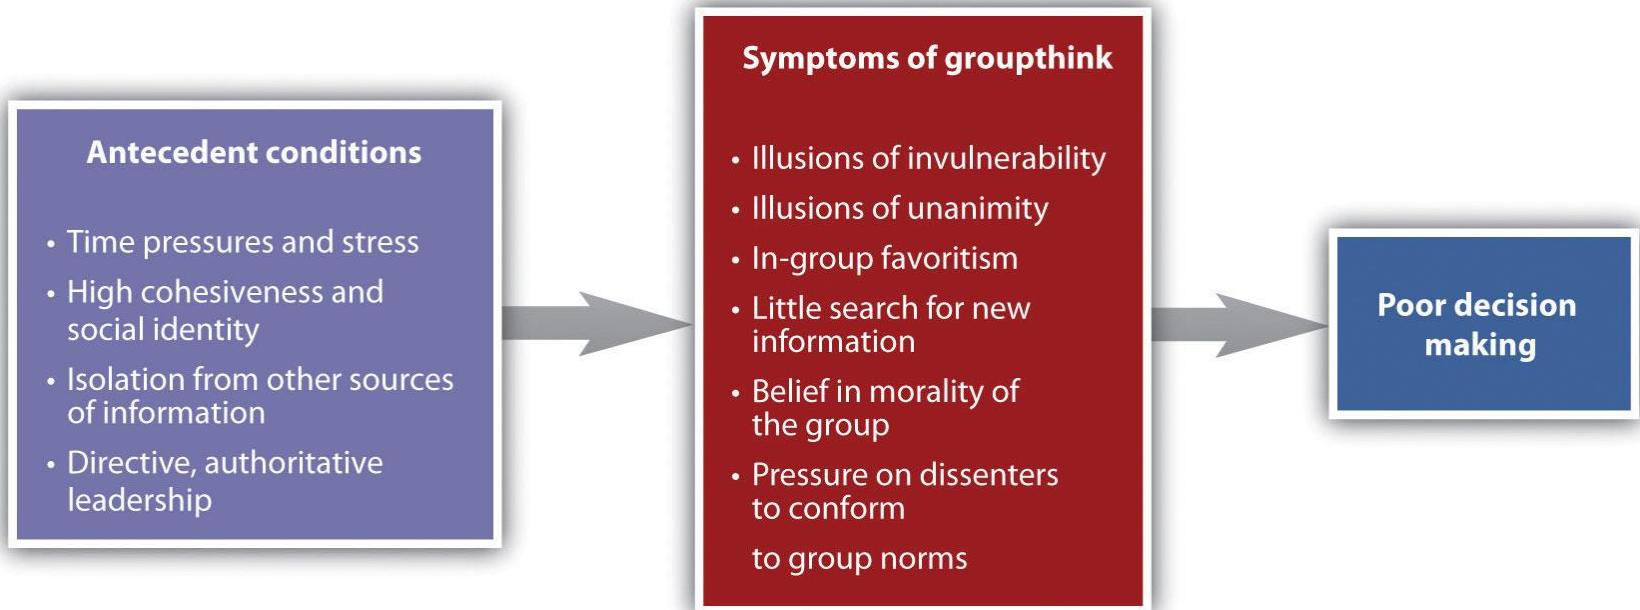 Antecedent conditions
• Time pressures and stress
• High cohesiveness and
social identity
• Isolation from other sources
of information
• Directive, authoritative
leadership
Symptoms of groupthink
• Illusions of invulnerability
• Illusions of unanimity
• In-group favoritism
• Little search for new
information
• Belief in morality of
the group
• Pressure on dissenters
to conform
to group norms
Poor decision
making